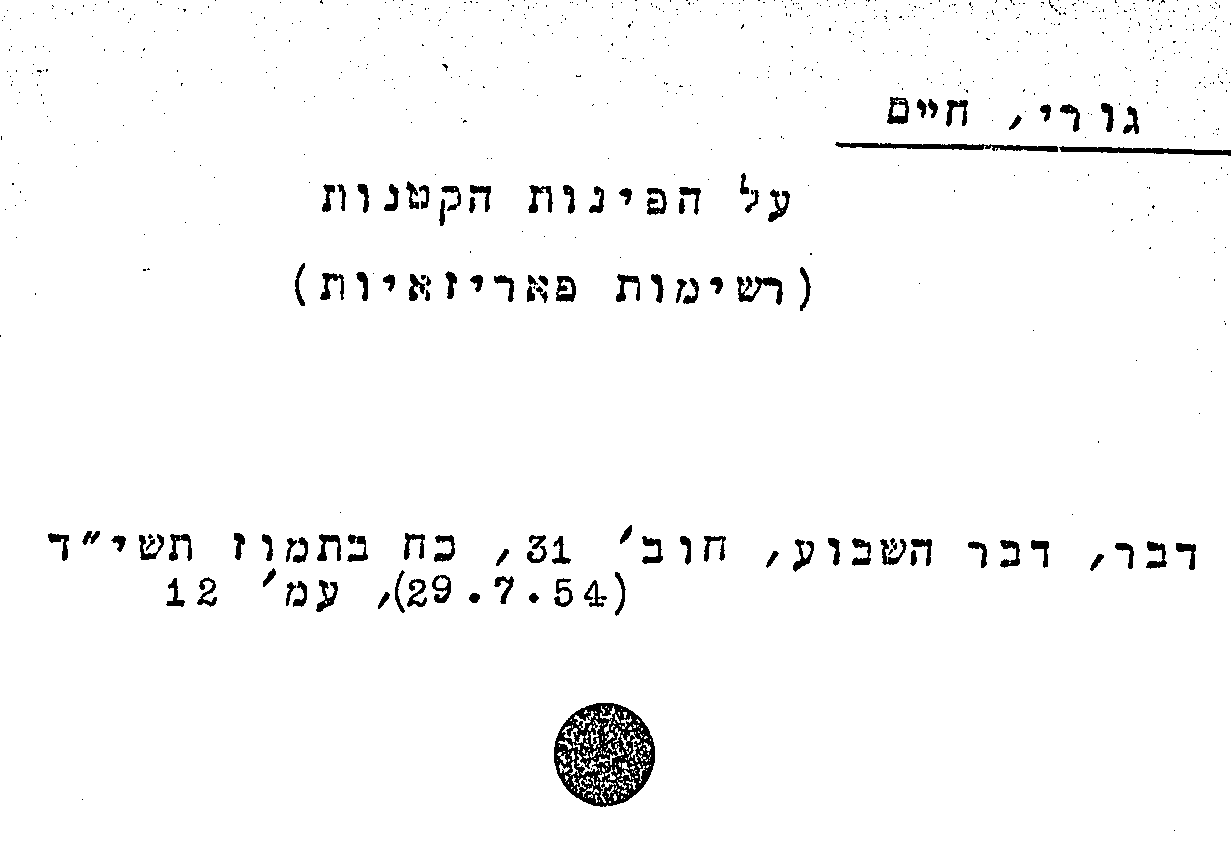 גורי, חיים
על הפינות הקטנות
(רשימות פאריזאיות)
דבר, דבר השבוע, חוב' 31, כח בתמוז תשי"ד
(29.7.54), עמ' 12